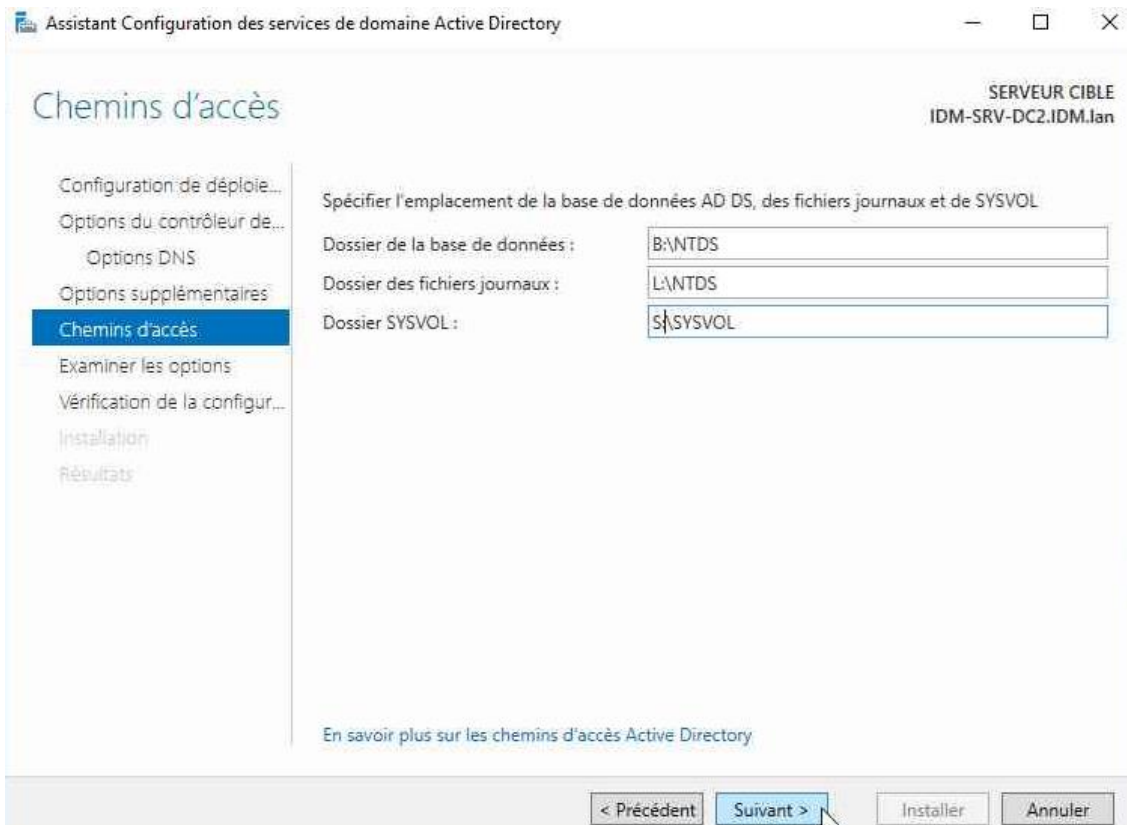 Assistant Configuration des services de domaine Active Directory
Chemins d'accès
SERVEUR CIBLE
IDM-SRV-DC2.IDM.lan
Configuration de déploie...
Options du contrôleur de...
Options DNS
Options supplémentaires
Chemins d'accès
Examiner les options
Vérification de la configur...
Installation
Résultats
Spécifier l'emplacement de la base de données AD DS, des fichiers journaux et de SYSVOL
Dossier de la base de données : B:\NTDS
Dossier des fichiers journaux : L:\NTDS
Dossier SYSVOL : S:\SYSVOL
En savoir plus sur les chemins d'accès Active Directory
< Précédent Suivant > Installer Annuler